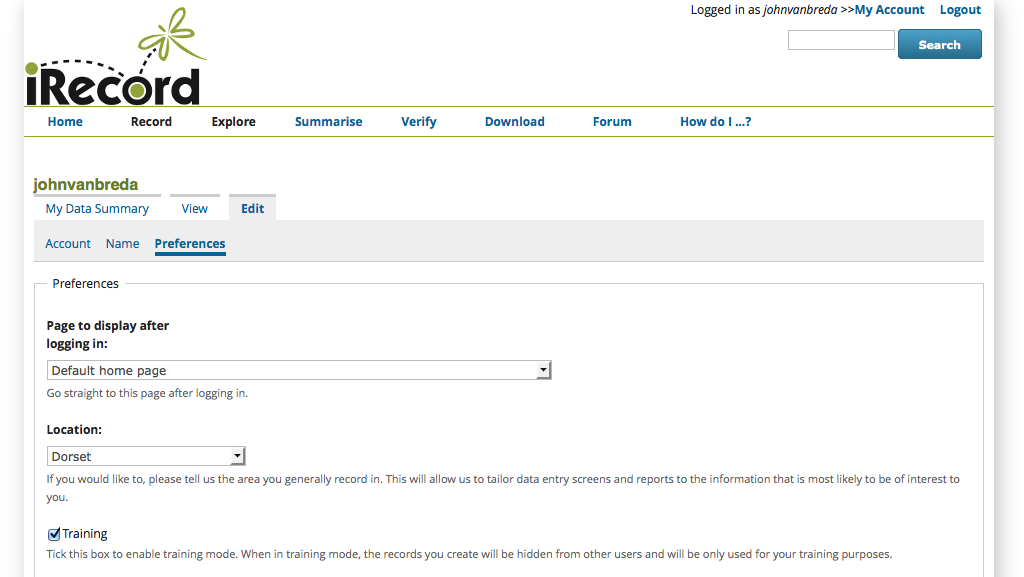 Logged in as johnvanbreda >>My Account Logout
Search
iRecord
Home Record Explore Summarise Verify Download Forum How do I ...?
johnvanbreda
My Data Summary View Edit
Account Name Preferences
Preferences
Page to display after
logging in:
Default home page
Go straight to this page after logging in.
Location:
Dorset
If you would like to, please tell us the area you generally record in. This will allow us to tailor data entry screens and reports to the information that is most likely to be of interest to
you.
Training
Tick this box to enable training mode. When in training mode, the records you create will be hidden from other users and will be only used for your training purposes.